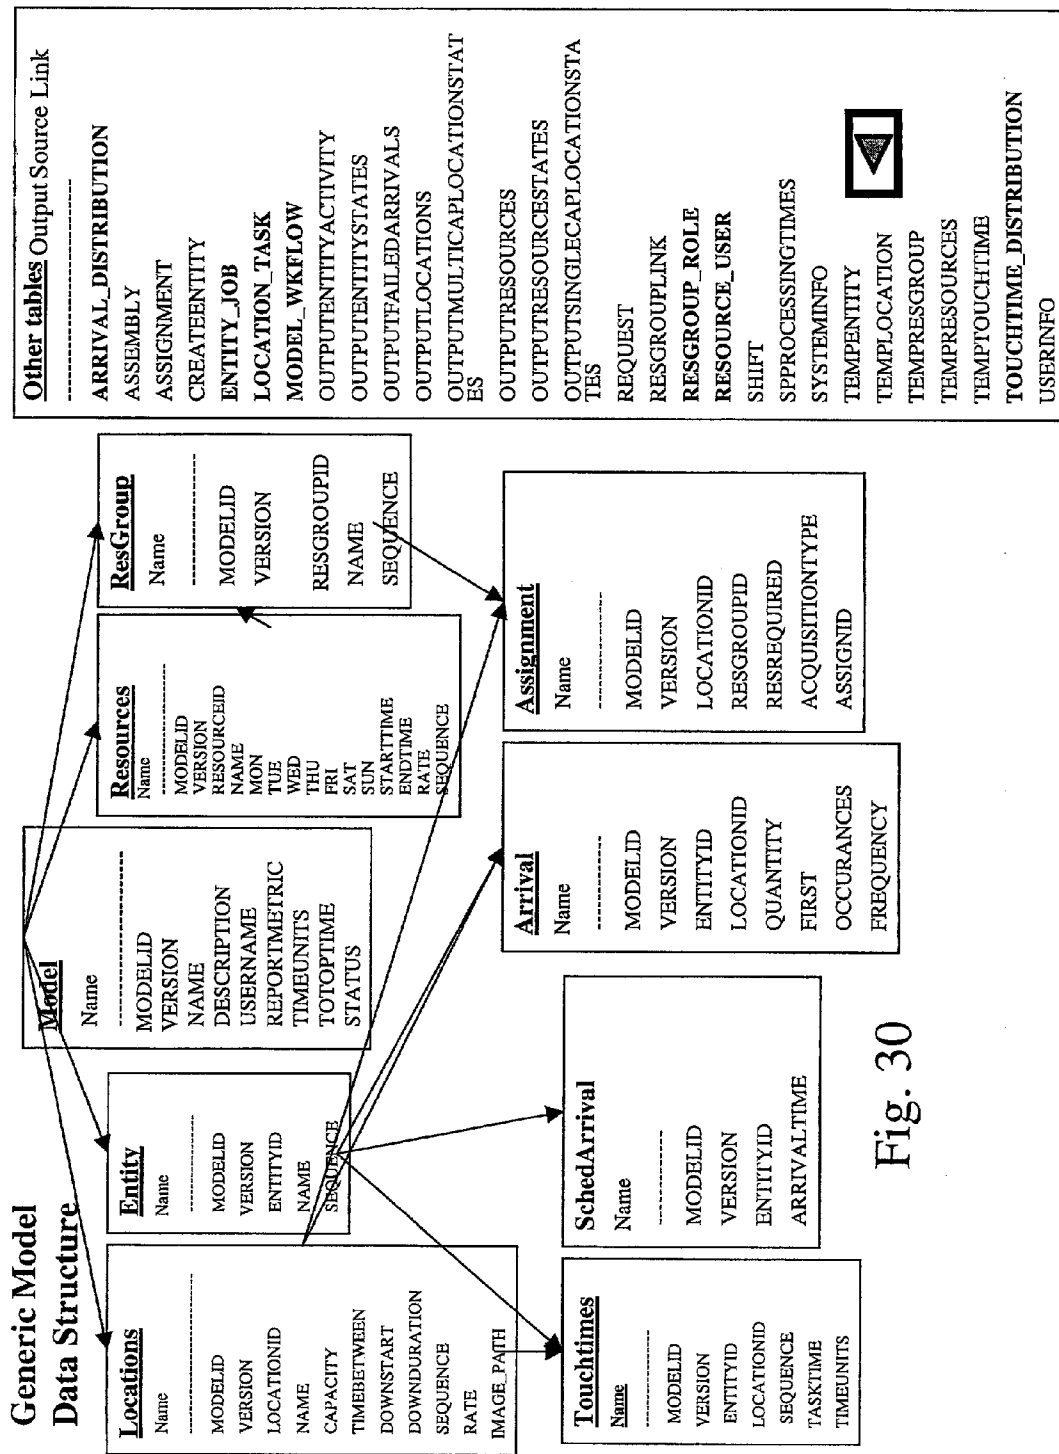 Generic Model
Data Structure
Locations
Name
------------------------
MODELID
VERSION
LOCATIONID
NAME
CAPACITY
TIMEBETWEEN
DOWNSTART
DOWNDURATION
SEQUENCE
RATE
IMAGE_PATH
Entity
Name
------------
MODELID
VERSION
ENTITYID
NAME
SEQUENCE
Model
Name
------------------------
MODELID
VERSION
NAME
DESCRIPTION
USERNAME
REPORTMETRIC
TIMEUNITS
TOTOPTIME
STATUS
Resources
Name
------------------------
MODELID
VERSION
RESOURCEID
NAME
MON
TUE
WED
THU
FRI
SAT
SUN
STARTTIME
ENDTIME
RATE
SEQUENCE
ResGroup
Name
-------------------
MODELID
VERSION
RESGROUPID
NAME
SEQUENCE
Touchtimes
Name
-------------------
MODELID
VERSION
ENTITYID
LOCATIONID
SEQUENCE
TASKTIME
TIMEUNITS
SchedArrival
Name
------------
MODELID
VERSION
ENTITYID
ARRIVALTIME
Arrival
Name
------------
MODELID
VERSION
ENTITYID
LOCATIONID
QUANTITY
FIRST
OCCURANCES
FREQUENCY
Assignment
Name
-------------------
MODELID
VERSION
LOCATIONID
RESGROUPID
RESREQUIRED
ACQUISITIONTYPE
ASSIGNID
Other tables Output Source Link
------------------------
ARRIVAL_DISTRIBUTION
ASSEMBLY
ASSIGNMENT
CREATEENTITY
ENTITY_JOB
LOCATION_TASK
MODEL_WKFLOW
OUTPUTENTITYACTIVITY
OUTPUTENTITYSTATES
OUTPUTFAILEDARRIVALS
OUTPUTLOCATIONS
OUTPUTMULTICAPLOCATIONSTAT
ES
OUTPUTRESOURCES
OUTPUTRESOURCESTATES
OUTPUTSINGLECAPLOCATIONSTA
TES
REQUEST
RESGROUPLINK
RESGROUP_ROLE
RESOURCE_USER
SHIFT
SPPROCESSINGTIMES
SYSTEMINFO
TEMPENTITY
TEMPLOCATION
TEMPRESGROUP
TEMPRESOURCES
TEMPTOUCHTIME
TOUCHTIME_DISTRIBUTION
USERINFO
Fig. 30